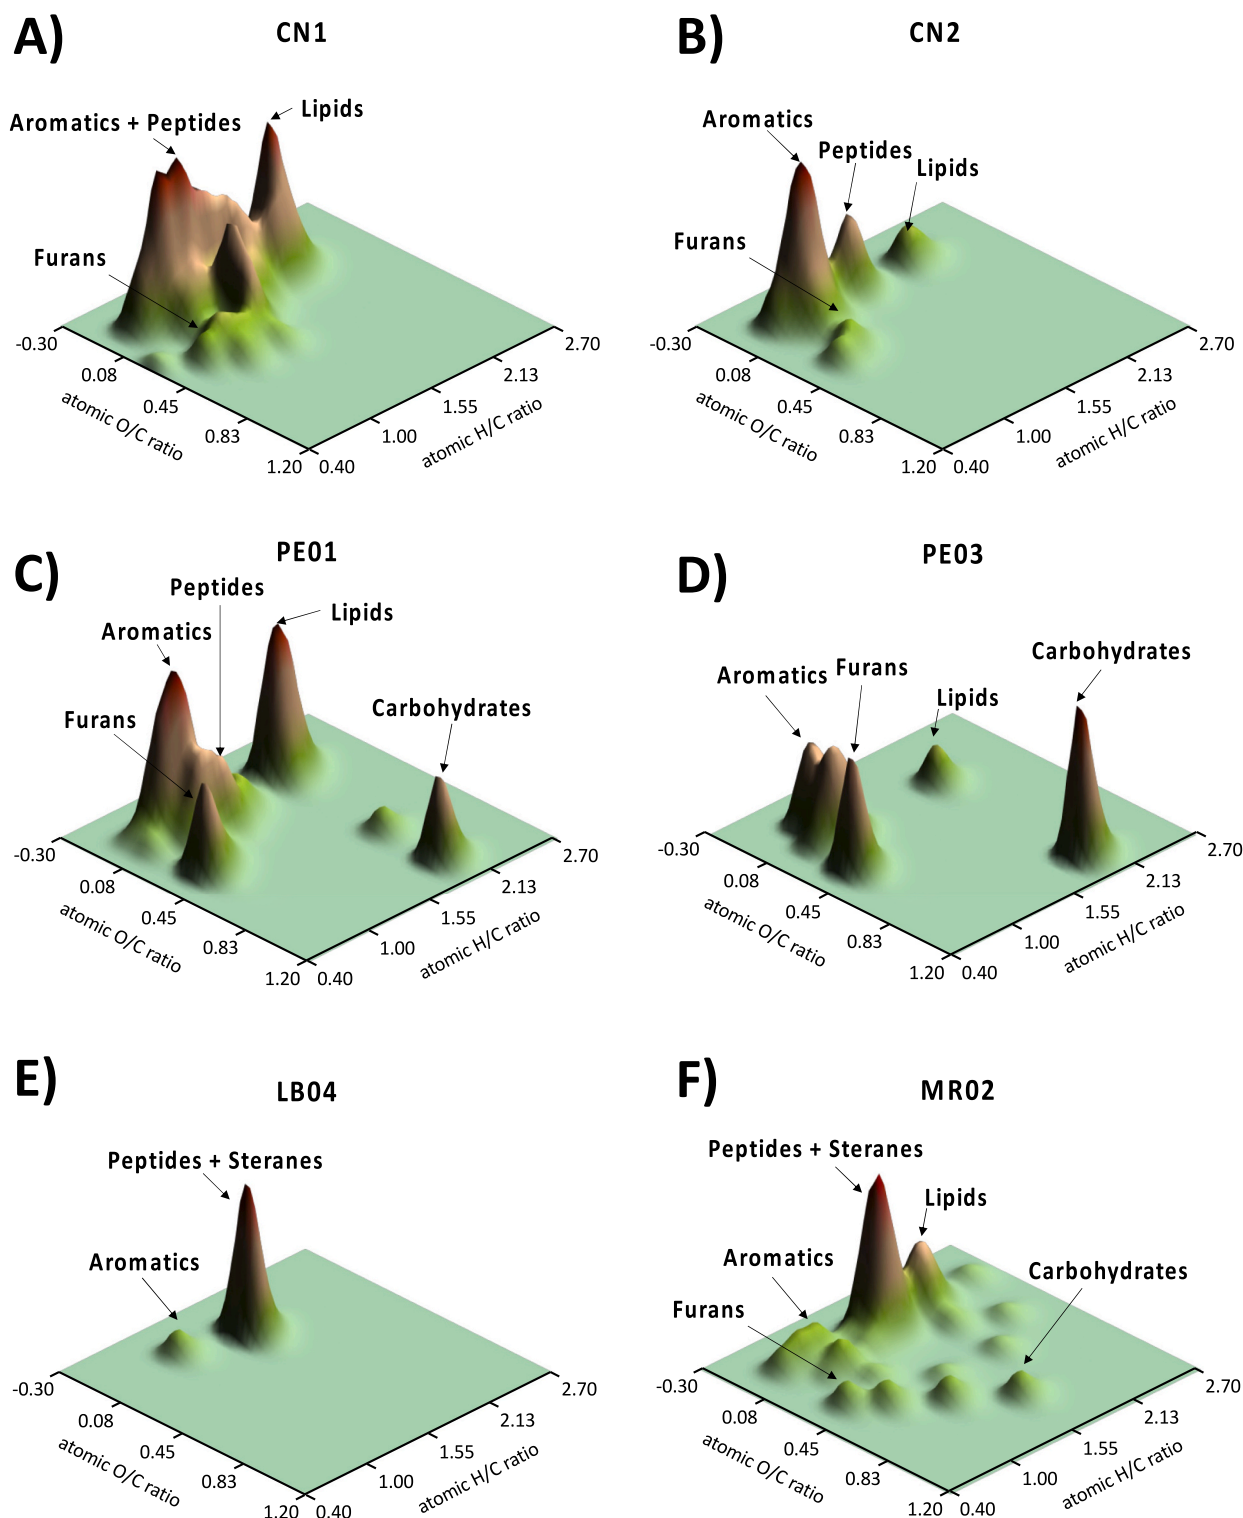 A)
CN1
Lipids
Aromatics + Peptides
Furans
-0.30
0.08
0.45
0.83
1.20
0.40
1.00
1.55
2.13
2.70
atomic O/C ratio
atomic H/C ratio
B)
CN2
Aromatics
Peptides
Lipids
Furans
-0.30
0.08
0.45
0.83
1.20
0.40
1.00
1.55
2.13
2.70
atomic O/C ratio
atomic H/C ratio
C)
PE01
Peptides
Lipids
Aromatics
Furans
Carbohydrates
-0.30
0.08
0.45
0.83
1.20
0.40
1.00
1.55
2.13
2.70
atomic O/C ratio
atomic H/C ratio
D)
PE03
Carbohydrates
Aromatics
Furans
Lipids
-0.30
0.08
0.45
0.83
1.20
0.40
1.00
1.55
2.13
2.70
atomic O/C ratio
atomic H/C ratio
E)
LB04
Peptides + Steranes
Aromatics
-0.30
0.08
0.45
0.83
1.20
0.40
1.00
1.55
2.13
2.70
atomic O/C ratio
atomic H/C ratio
F)
MR02
Peptides + Steranes
Lipids
Aromatics
Carbohydrates
Furans
-0.30
0.08
0.45
0.83
1.20
0.40
1.00
1.55
2.13
2.70
atomic O/C ratio
atomic H/C ratio